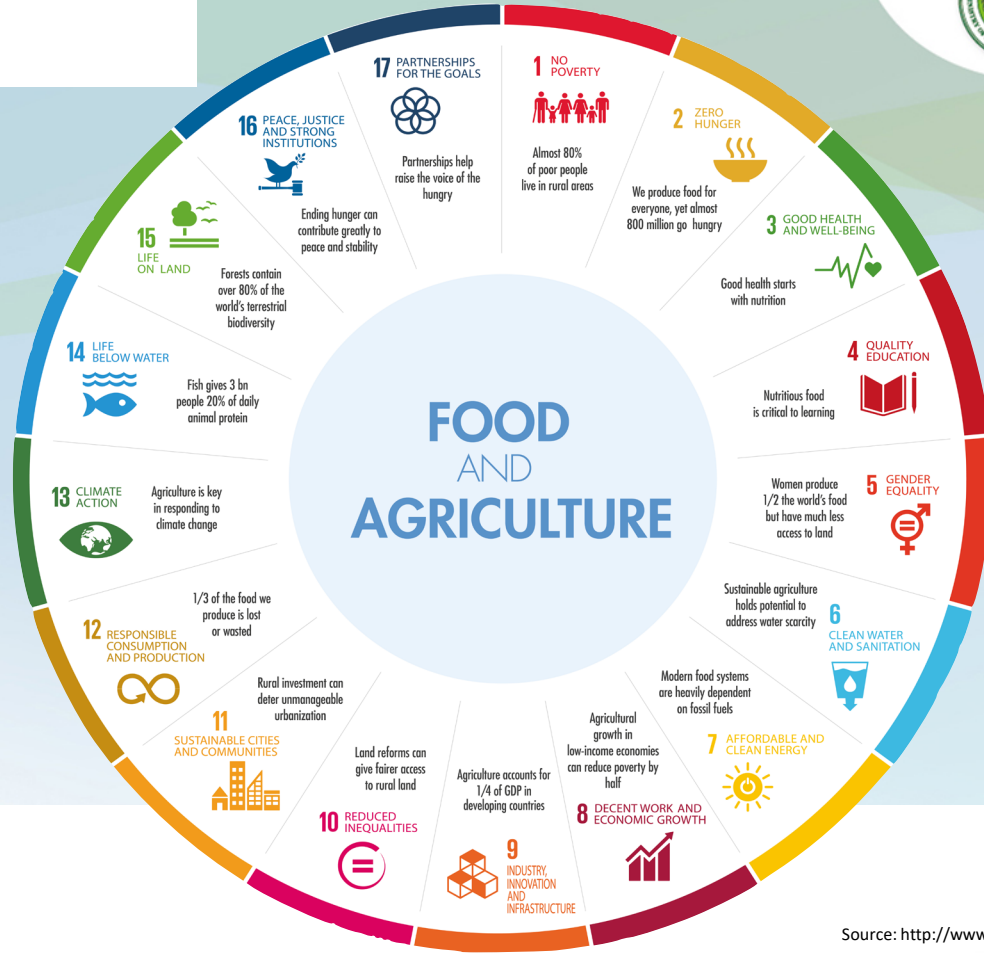 17 PARTNERSHIPS
FOR THE GOALS
Partnerships help
raise the voice of the
hungry
1 NO
POVERTY
Almost 80%
of poor people
live in rural areas
2 ZERO
HUNGER
We produce food for
everyone, yet almost
800 million go hungry
3 GOOD HEALTH
AND WELL-BEING
Good health starts
with nutrition
4 QUALITY
EDUCATION
Nutritious food
is critical to learning
5 GENDER
EQUALITY
Women produce
1/2 the world's food
but have much less
access to land
6
CLEAN WATER
AND SANITATION
Sustainable agriculture
holds potential to
address water scarcity
7 AFFORDABLE AND
CLEAN ENERGY
Modern food systems
are heavily dependent
on fossil fuels
Agricultural
growth in
low-income economies
can reduce poverty by
half
8 DECENT WORK AND
ECONOMIC GROWTH
Agriculture accounts for
1/4 of GDP in
developing countries
9
INDUSTRY,
INNOVATION
AND
INFRASTRUCTURE
Land reforms can
give fairer access
to rural land
10 REDUCED
INEQUALITIES
Rural investment can
deter unmanageable
urbanization
11
SUSTAINABLE CITIES
AND COMMUNITIES
1/3 of the food we
produce is lost
or wasted
12 RESPONSIBLE
CONSUMPTION
AND PRODUCTION
13 CLIMATE
ACTION
Agriculture is key
in responding to
climate change
14 LIFE
BELOW WATER
Fish gives 3 bn
people 20% of daily
animal protein
15
LIFE
ON LAND
Forests contain
over 80% of the
world's terrestrial
biodiversity
16 PEACE, JUSTICE
AND STRONG
INSTITUTIONS
Ending hunger can
contribute greatly to
peace and stability
FOOD
AND
AGRICULTURE
Source: http://www